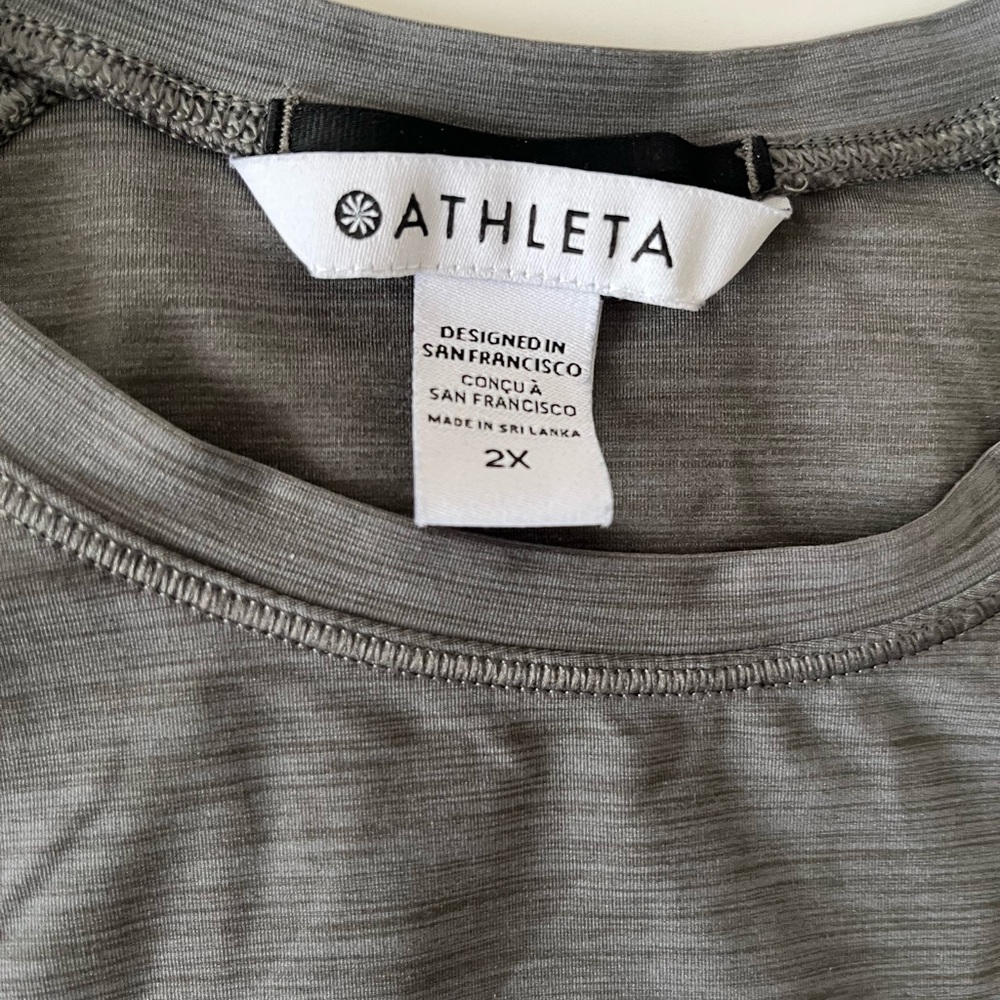 ATHLETA
DESIGNED IN
SAN FRANCISCO
CONÇU À
SAN FRANCISCO
MADE IN SRI LANKA
2X